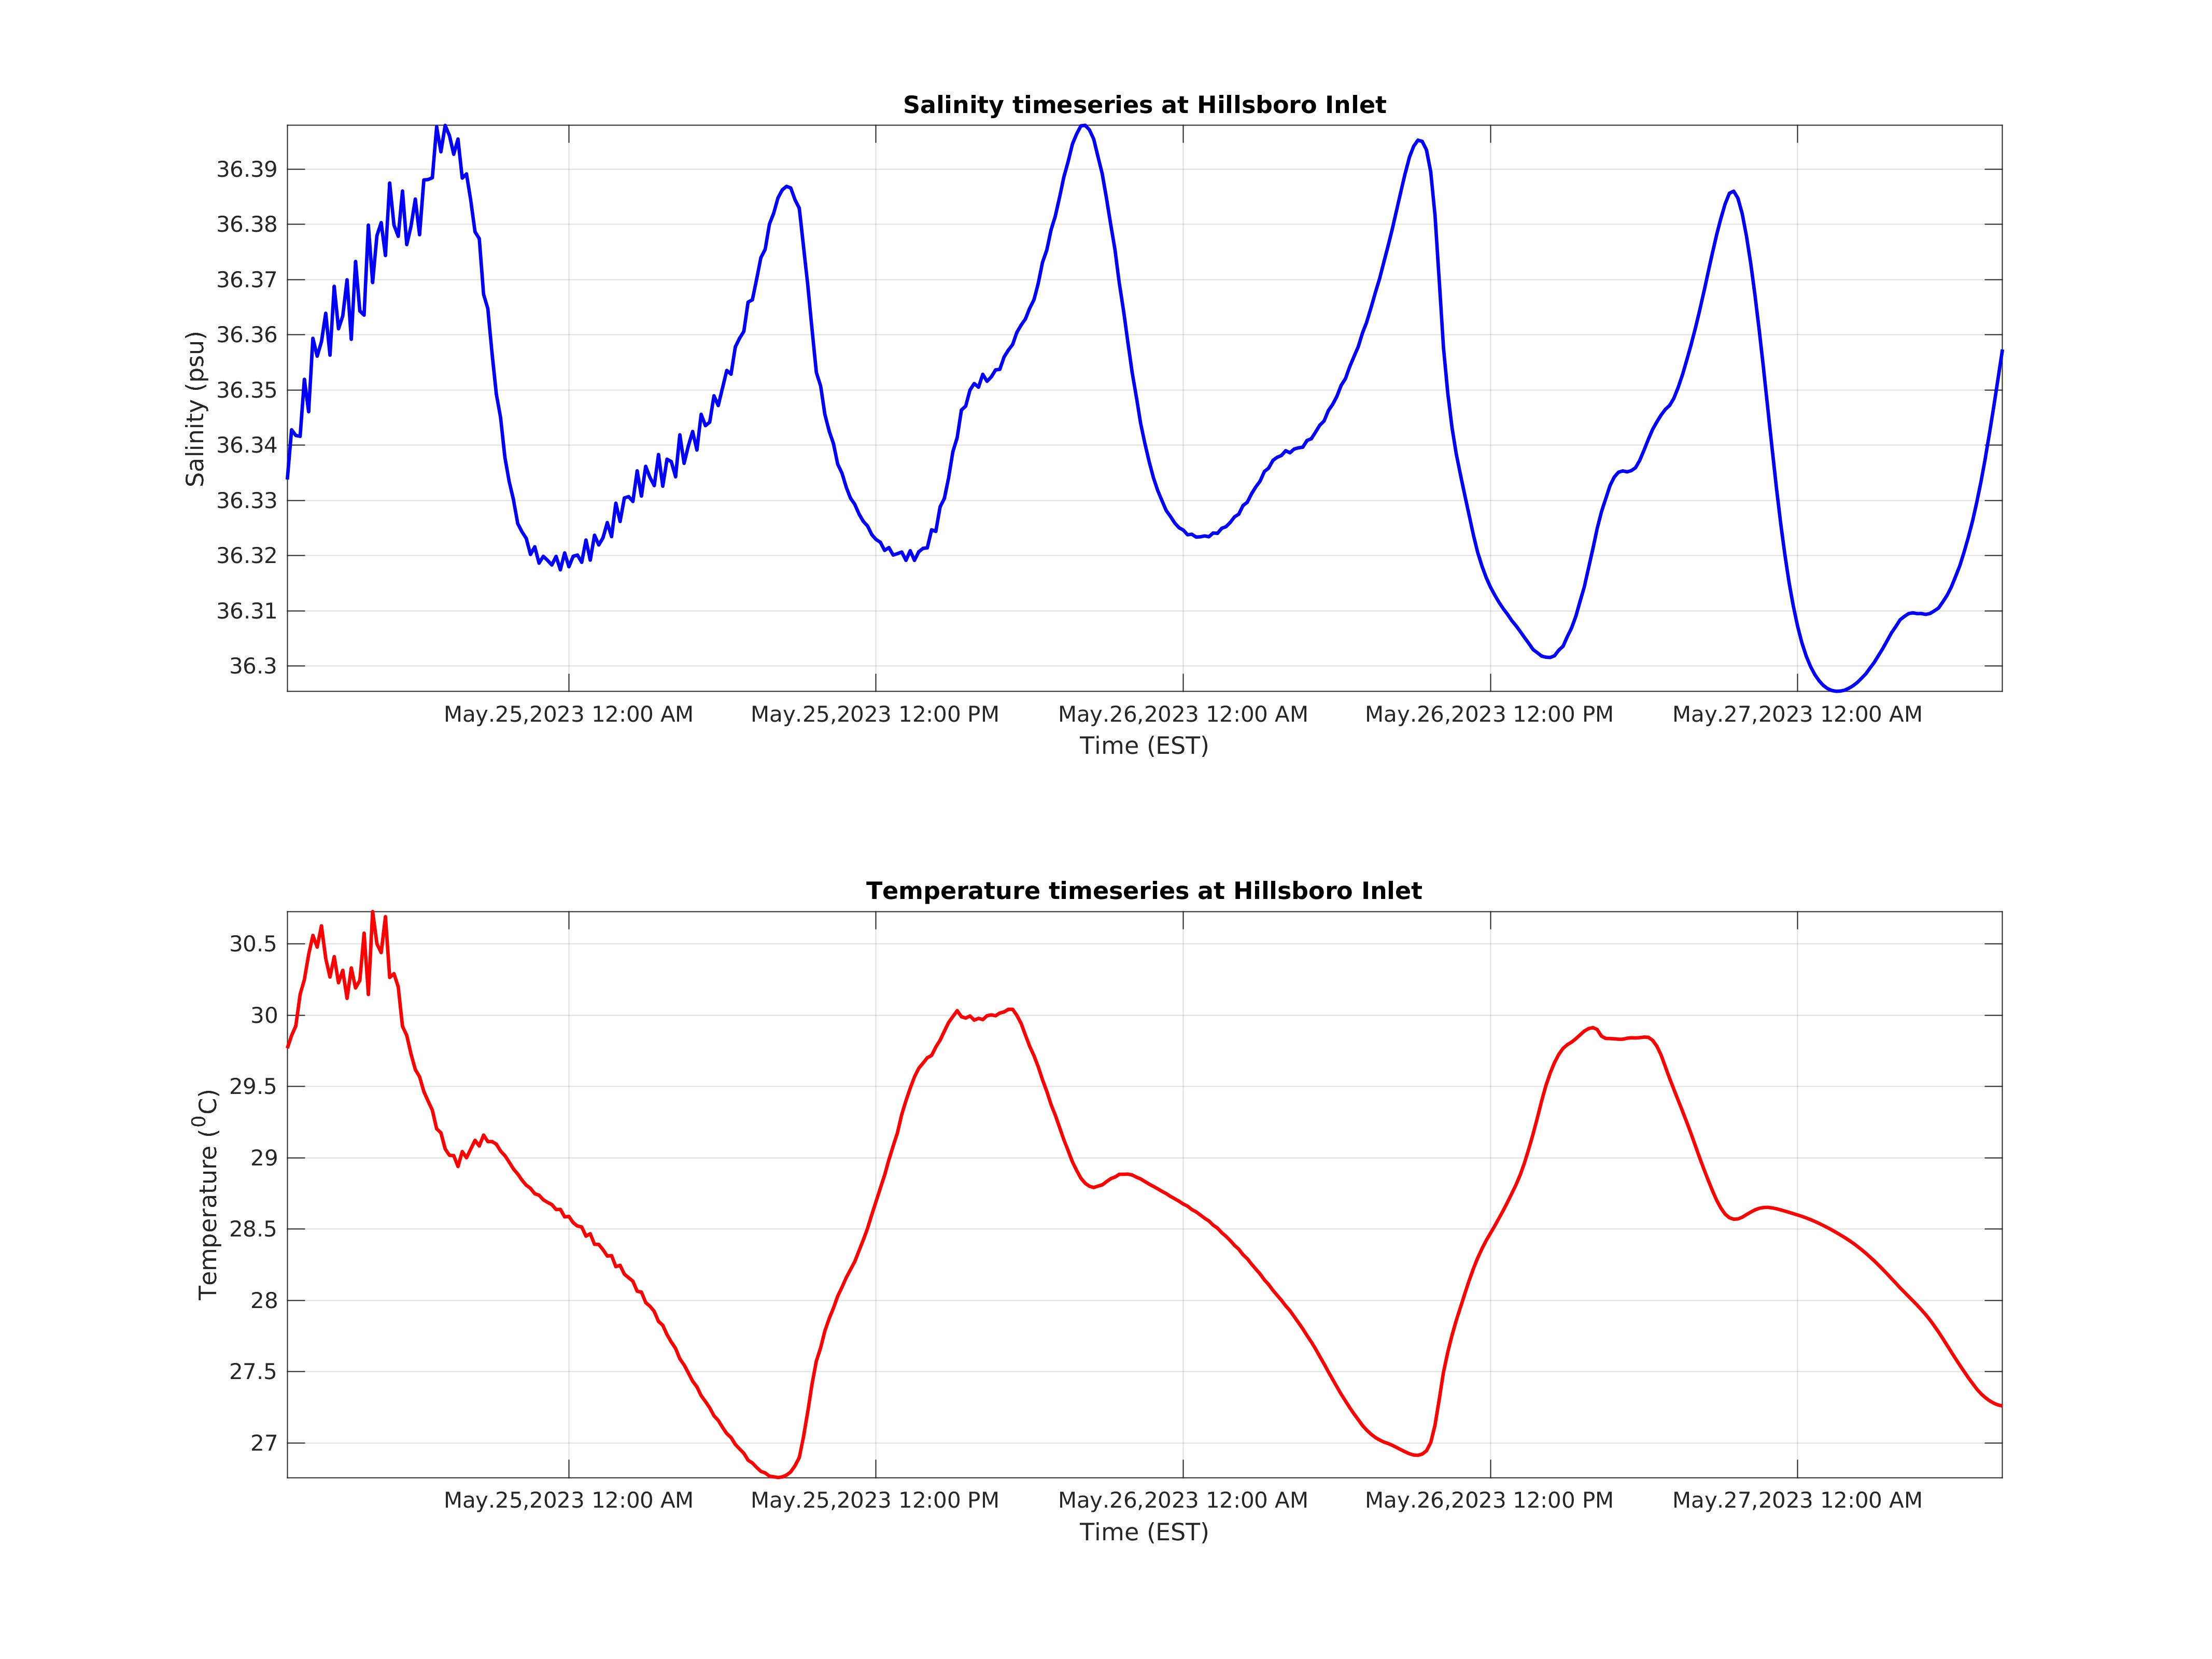 Salinity timeseries at Hillsboro Inlet
Salinity (psu)
36.39
36.38
36.37
36.36
36.35
36.34
36.33
36.32
36.31
36.3
May.25,2023 12:00 AM May.25,2023 12:00 PM May.26,2023 12:00 AM May.26,2023 12:00 PM May.27,2023 12:00 AM
Time (EST)
Temperature timeseries at Hillsboro Inlet
Temperature (⁰C)
30.5
30
29.5
29
28.5
28
27.5
27
May.25,2023 12:00 AM May.25,2023 12:00 PM May.26,2023 12:00 AM May.26,2023 12:00 PM May.27,2023 12:00 AM
Time (EST)